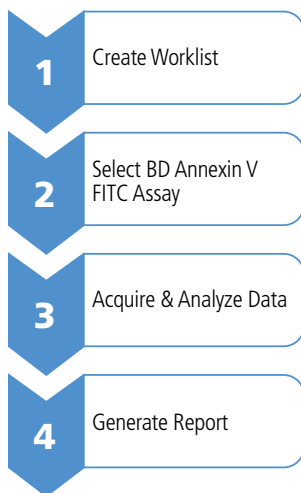 1
Create Worklist
2
Select BD Annexin V
FITC Assay
3
Acquire & Analyze Data
4
Generate Report